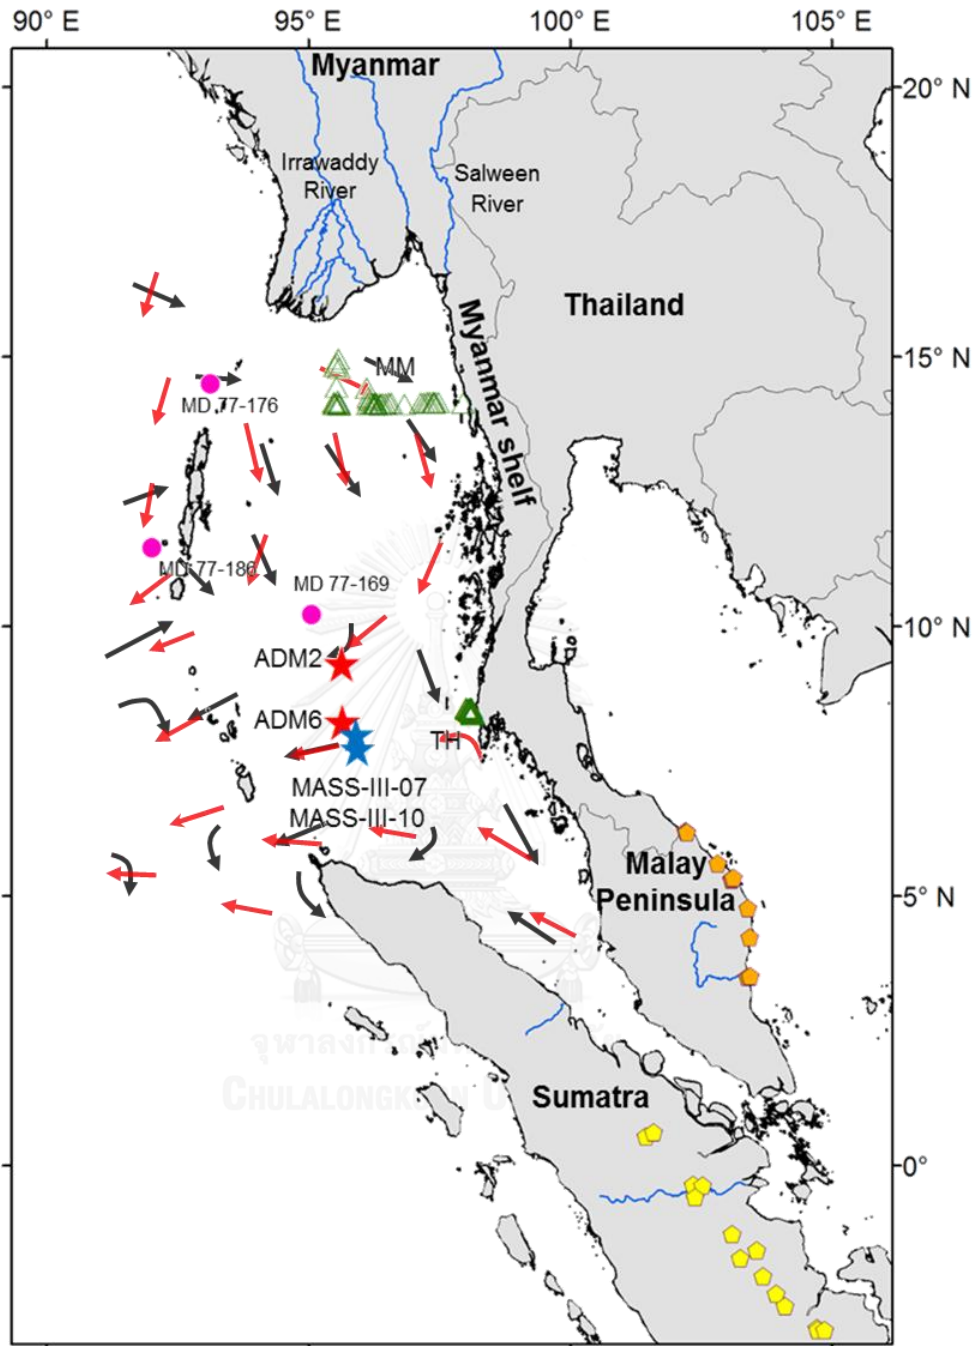 90° E 95° E 100° E 105° E
Myanmar
20° N
Irrawaddy
River
Salween
River
Thailand
Myanmar shelf
15° N
MM
MD 77-176
MD 77-186
MD 77-169
10° N
ADM2
ADM6
TH
MASS-III-07
MASS-III-10
Malay
Peninsula
5° N
CHULALONGKORN U
Sumatra
0°